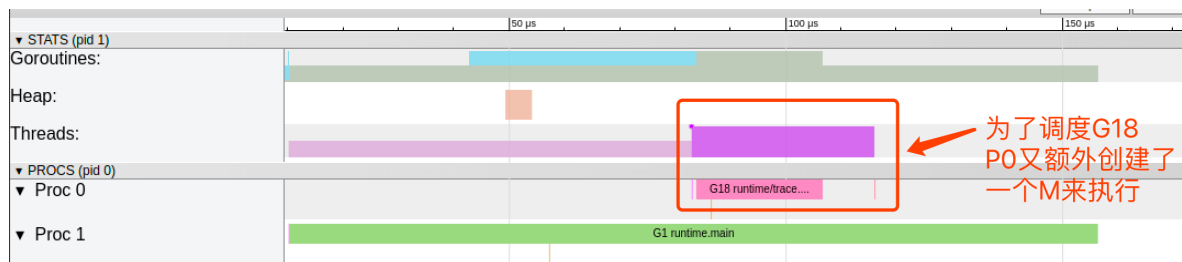 50 μs
100 μs
150 μs
▼ STATS (pid 1)
Goroutines:
Heap:
Threads:
为了调度G18
P0又额外创建了
一个M来执行
▼ PROCS (pid 0)
▼ Proc 0
G18 runtime/trace....
▼ Proc 1
G1 runtime.main